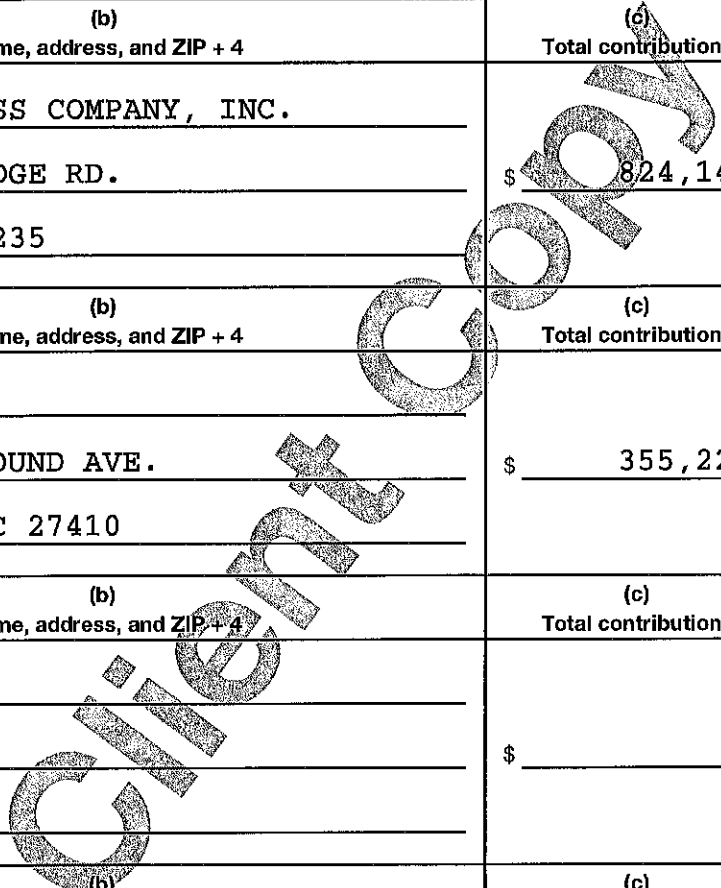 (b) (c)
me, address, and ZIP + 4 Total contribution
SS COMPANY, INC.
OGE RD. $ 824,14
235
(b) (c)
me, address, and ZIP + 4 Total contribution
OUND AVE. $ 355,22
C 27410
(b) (c)
me, address, and ZIP + 4 Total contribution
$
(b) (c)
Client Copy